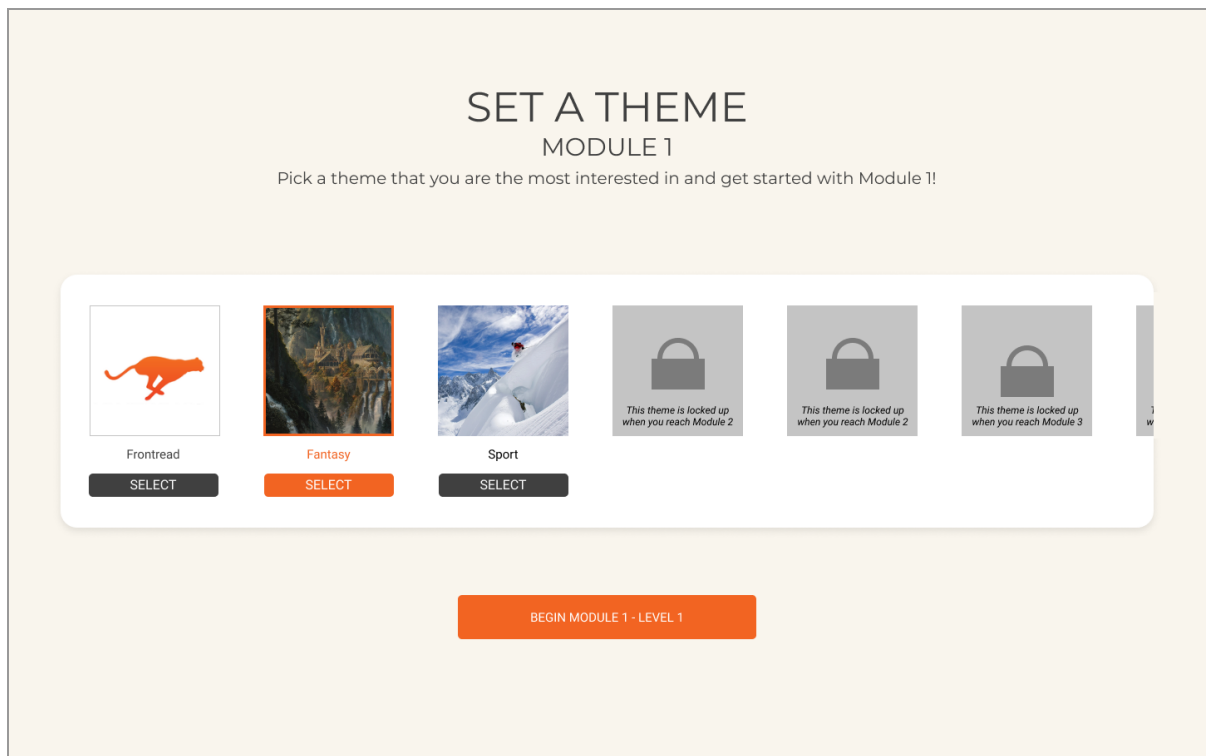 SET A THEME
MODULE 1
Pick a theme that you are the most interested in and get started with Module 1!
This theme is locked up
when you reach Module 2
This theme is locked up
when you reach Module 2
This theme is locked up
when you reach Module 3
Frontread
Fantasy
Sport
SELECT
SELECT
SELECT
BEGIN MODULE 1 - LEVEL 1